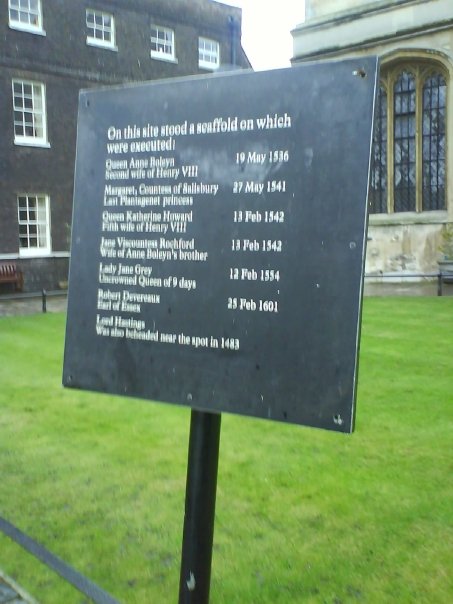 On this site stood a scaffold on which
were executed:
Queen Anne Boleyn 19 May 1536
Second wife of Henry VIII
Margaret, Countess of Salisbury 27 May 1541
Last Plantagenet princess
Queen Katherine Howard 13 Feb 1542
Fifth wife of Henry VIII
Jane Viscountess Rochford 13 Feb 1542
Wife of Anne Boleyn's brother
Lady Jane Grey 12 Feb 1554
Uncrowned Queen of 9 days
Robert Devereaux 25 Feb 1601
Earl of Essex
Lord Hastings
Was also beheaded near the spot in 1483